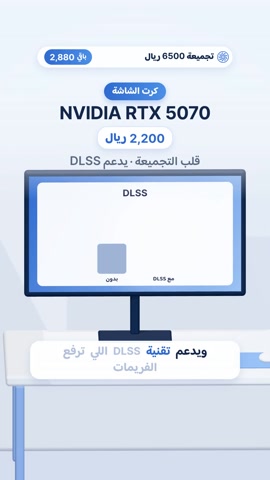 تجميعة 6500 ريال
باقي 2,880
كرت الشاشة
NVIDIA RTX 5070
2,200 ريال
قلب التجميعة · يدعم DLSS
DLSS
بدون
مع DLSS
ويدعم تقنية DLSS اللي ترفع
الفريمات